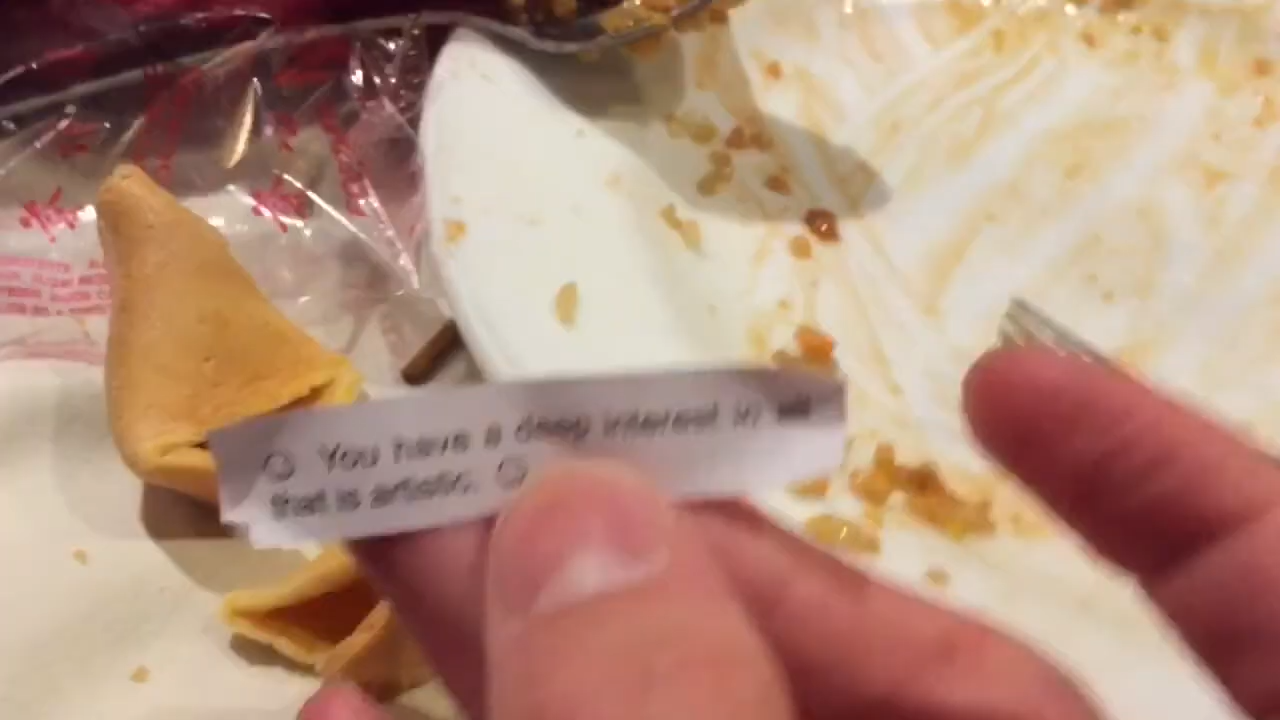 ☺ You have a deep interest in all
that is artistic. ☺